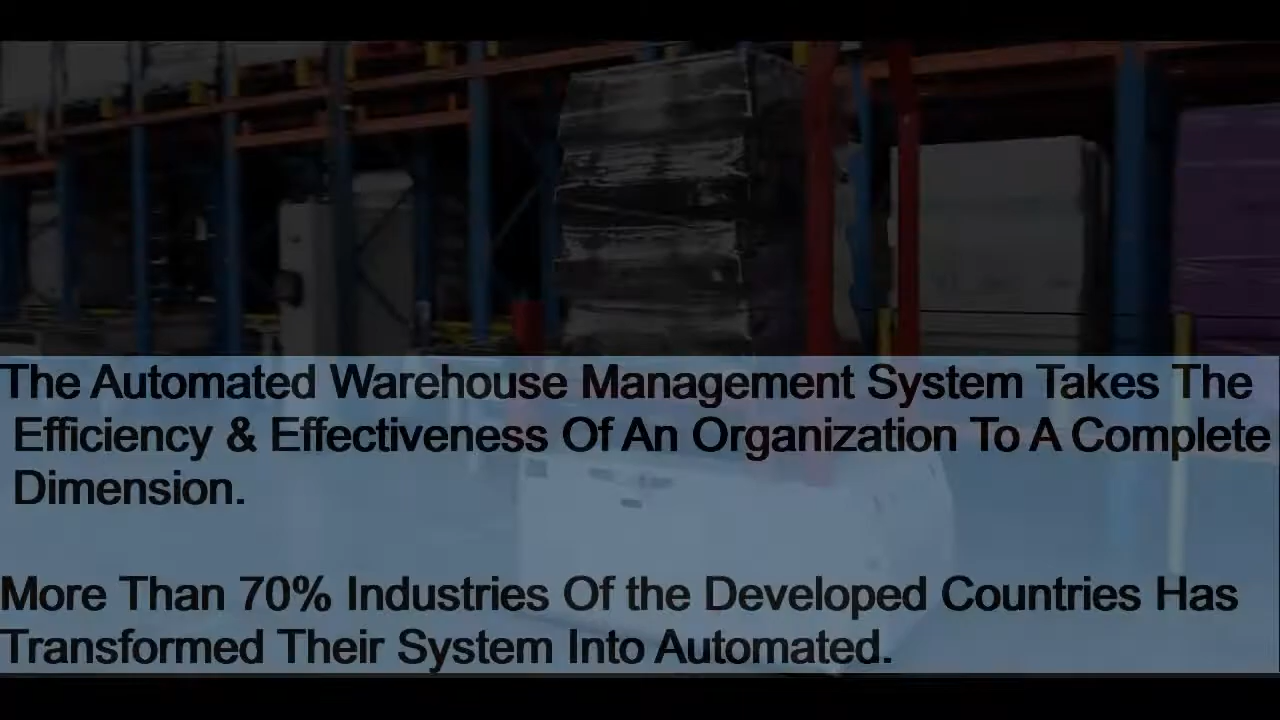 The Automated Warehouse Management System Takes The
Efficiency & Effectiveness Of An Organization To A Complete
Dimension.
More Than 70% Industries Of the Developed Countries Has
Transformed Their System Into Automated.